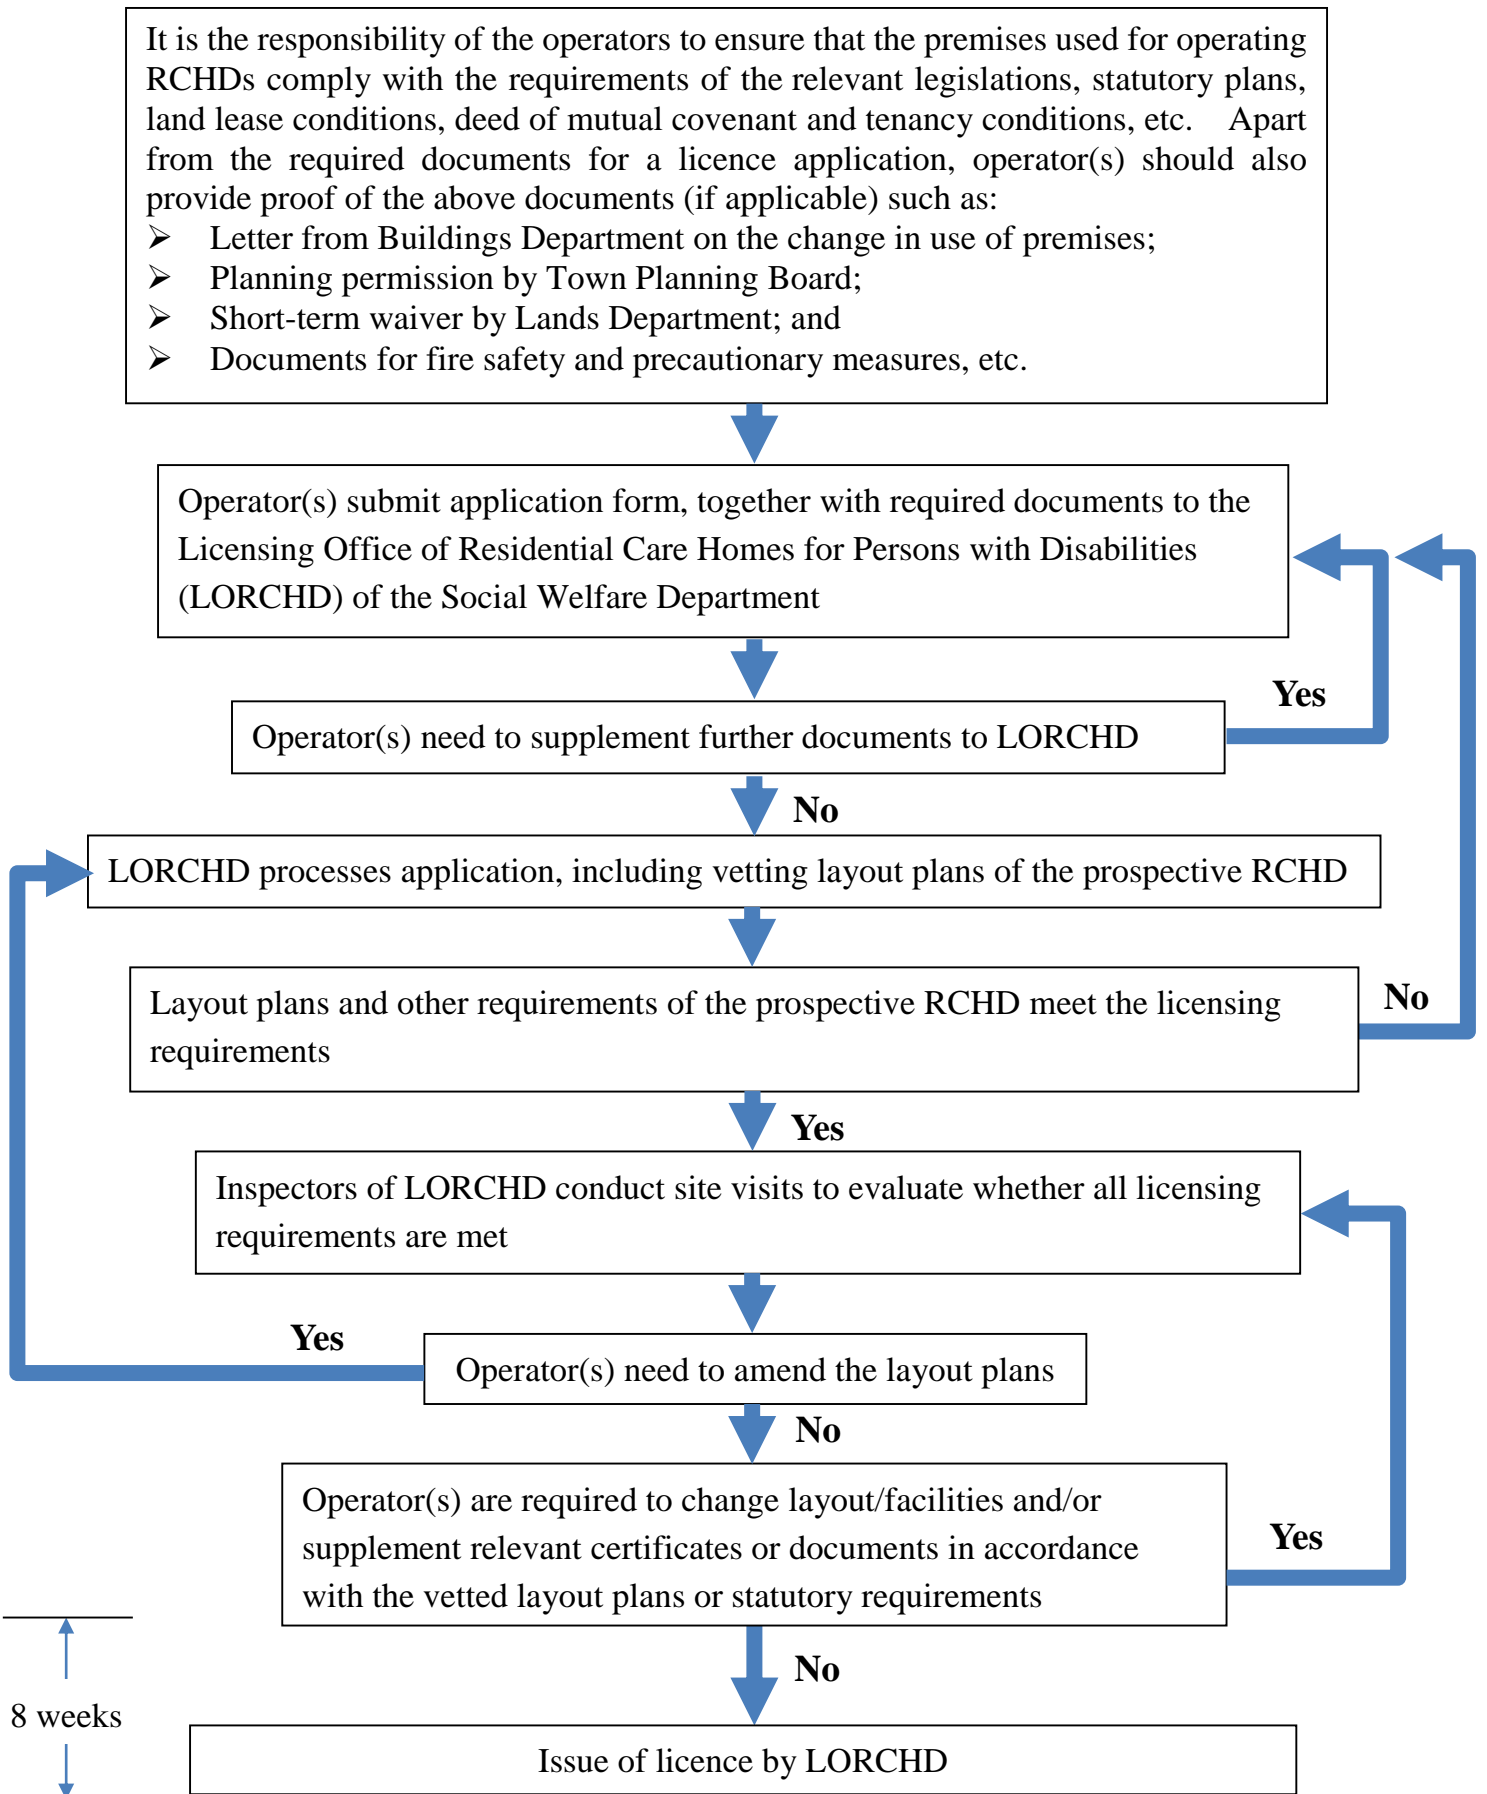 It is the responsibility of the operators to ensure that the premises used for operating
RCHDs comply with the requirements of the relevant legislations, statutory plans,
land lease conditions, deed of mutual covenant and tenancy conditions, etc. Apart
from the required documents for a licence application, operator(s) should also
provide proof of the above documents (if applicable) such as:
➢ Letter from Buildings Department on the change in use of premises;
➢ Planning permission by Town Planning Board;
➢ Short-term waiver by Lands Department; and
➢ Documents for fire safety and precautionary measures, etc.
Operator(s) submit application form, together with required documents to the
Licensing Office of Residential Care Homes for Persons with Disabilities
(LORCHD) of the Social Welfare Department
Yes
Operator(s) need to supplement further documents to LORCHD
No
LORCHD processes application, including vetting layout plans of the prospective RCHD
Layout plans and other requirements of the prospective RCHD meet the licensing
requirements
No
Yes
Inspectors of LORCHD conduct site visits to evaluate whether all licensing
requirements are met
Yes
Operator(s) need to amend the layout plans
No
Operator(s) are required to change layout/facilities and/or
supplement relevant certificates or documents in accordance
with the vetted layout plans or statutory requirements
Yes
No
8 weeks
Issue of licence by LORCHD